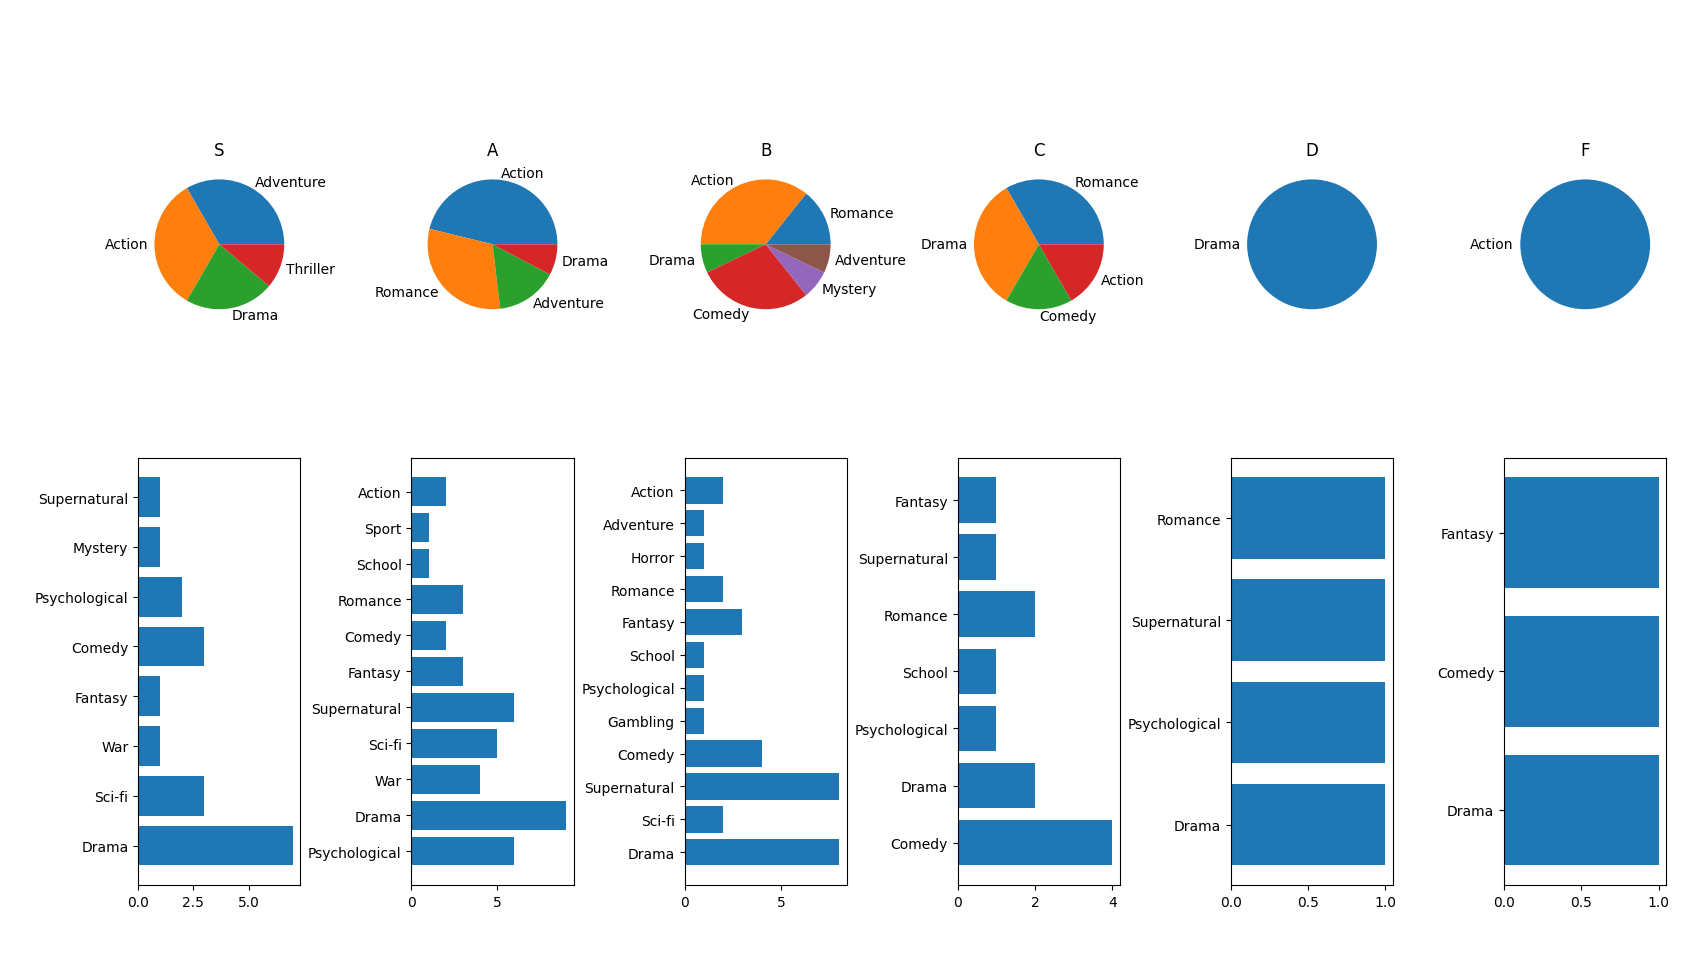 S
Adventure
Action
Thriller
Drama
A
Action
Romance
Drama
Adventure
B
Action
Romance
Drama
Adventure
Mystery
Comedy
C
Romance
Drama
Action
Comedy
D
Drama
F
Action
Supernatural
Mystery
Psychological
Comedy
Fantasy
War
Sci-fi
Drama
0.0 2.5 5.0
Action
Sport
School
Romance
Comedy
Fantasy
Supernatural
Sci-fi
War
Drama
Psychological
0 5
Action
Adventure
Horror
Romance
Fantasy
School
Psychological
Gambling
Comedy
Supernatural
Sci-fi
Drama
0 5
Fantasy
Supernatural
Romance
School
Psychological
Drama
Comedy
0 2 4
Romance
Supernatural
Psychological
Drama
0.0 0.5 1.0
Fantasy
Comedy
Drama
0.0 0.5 1.0